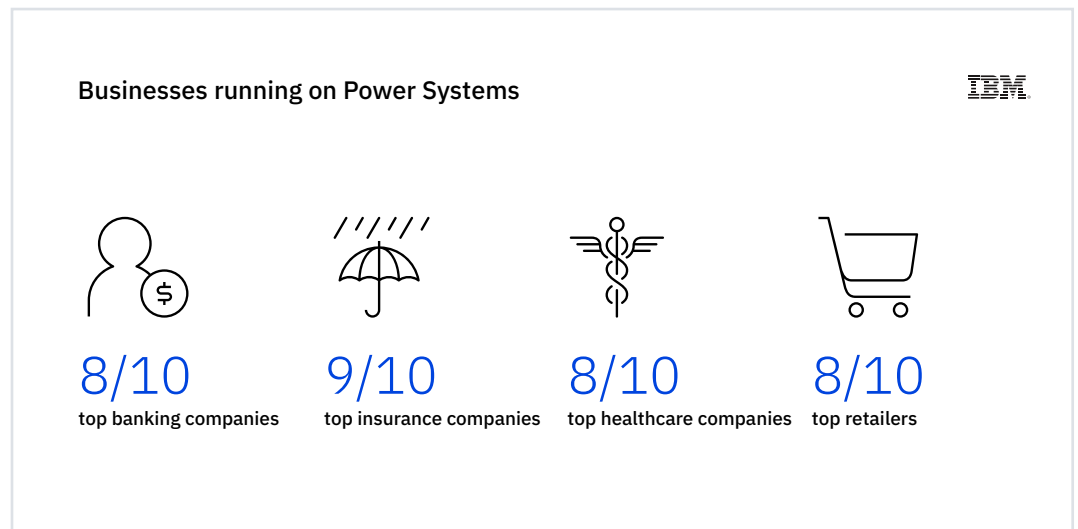 Businesses running on Power Systems
IBM
$
8/10
top banking companies
9/10
top insurance companies
8/10
top healthcare companies
8/10
top retailers